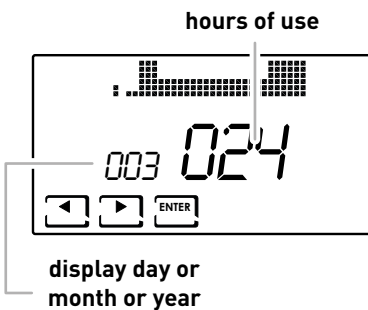 hours of use
003 024
ENTER
display day or
month or year